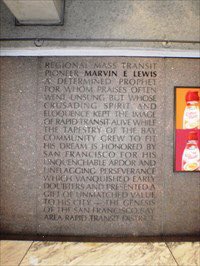 REGIONAL MASS TRANSIT
PIONEER MARVIN E LEWIS
A DETERMINED PROPHET
FOR WHOM PRAISES OFTEN
WENT UNSUNG BUT WHOSE
CRUSADING SPIRIT AND
ELOQUENCE KEPT THE IMAGE
OF RAPID TRANSIT ALIVE WHILE
THE TAPESTRY OF THE BAY
COMMUNITY GREW TO FIT
HIS DREAM IS HONORED BY
SAN FRANCISCO FOR HIS
UNQUENCHABLE ARDOR AND
UNFLAGGING PERSEVERANCE
WHICH VANQUISHED EARLY
DOUBTERS AND PRESENTED A
GIFT OF UNMATCHED VALUE
TO HIS CITY — THE GENESIS
OF THE SAN FRANCISCO BAY
AREA RAPID TRANSIT DISTRICT